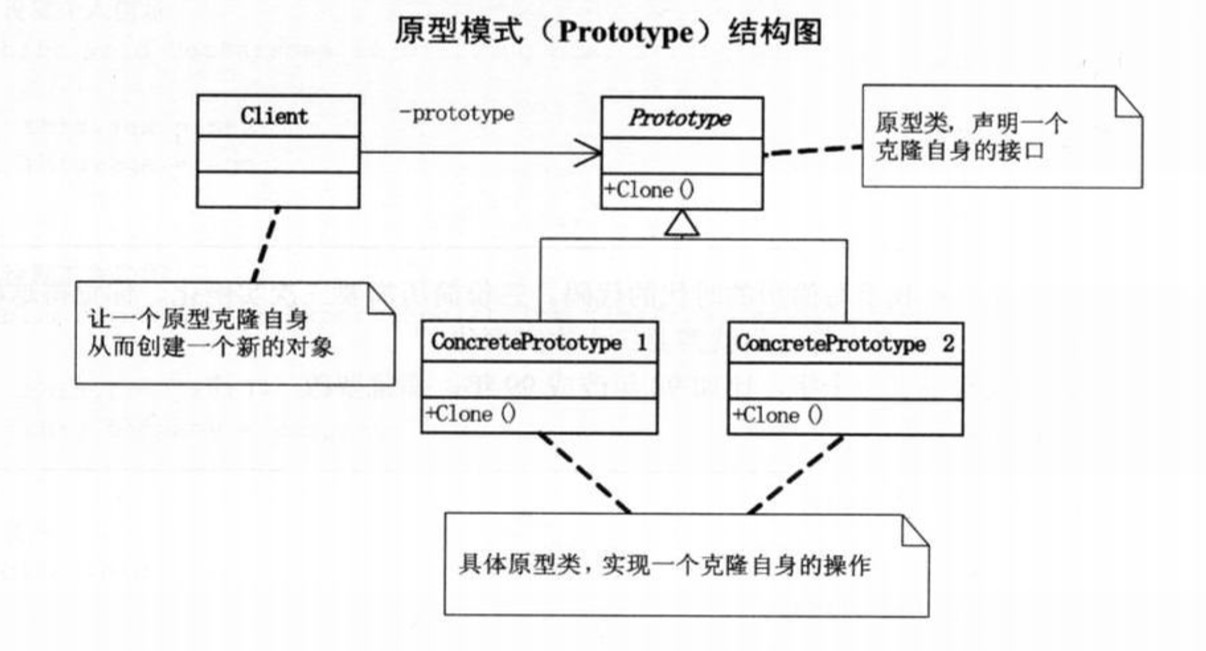 原型模式（Prototype）结构图
Client
-prototype
Prototype
+Clone()
原型类，声明一个
克隆自身的接口
让一个原型克隆自身
从而创建一个新的对象
ConcretePrototype 1
+Clone()
ConcretePrototype 2
+Clone()
具体原型类，实现一个克隆自身的操作